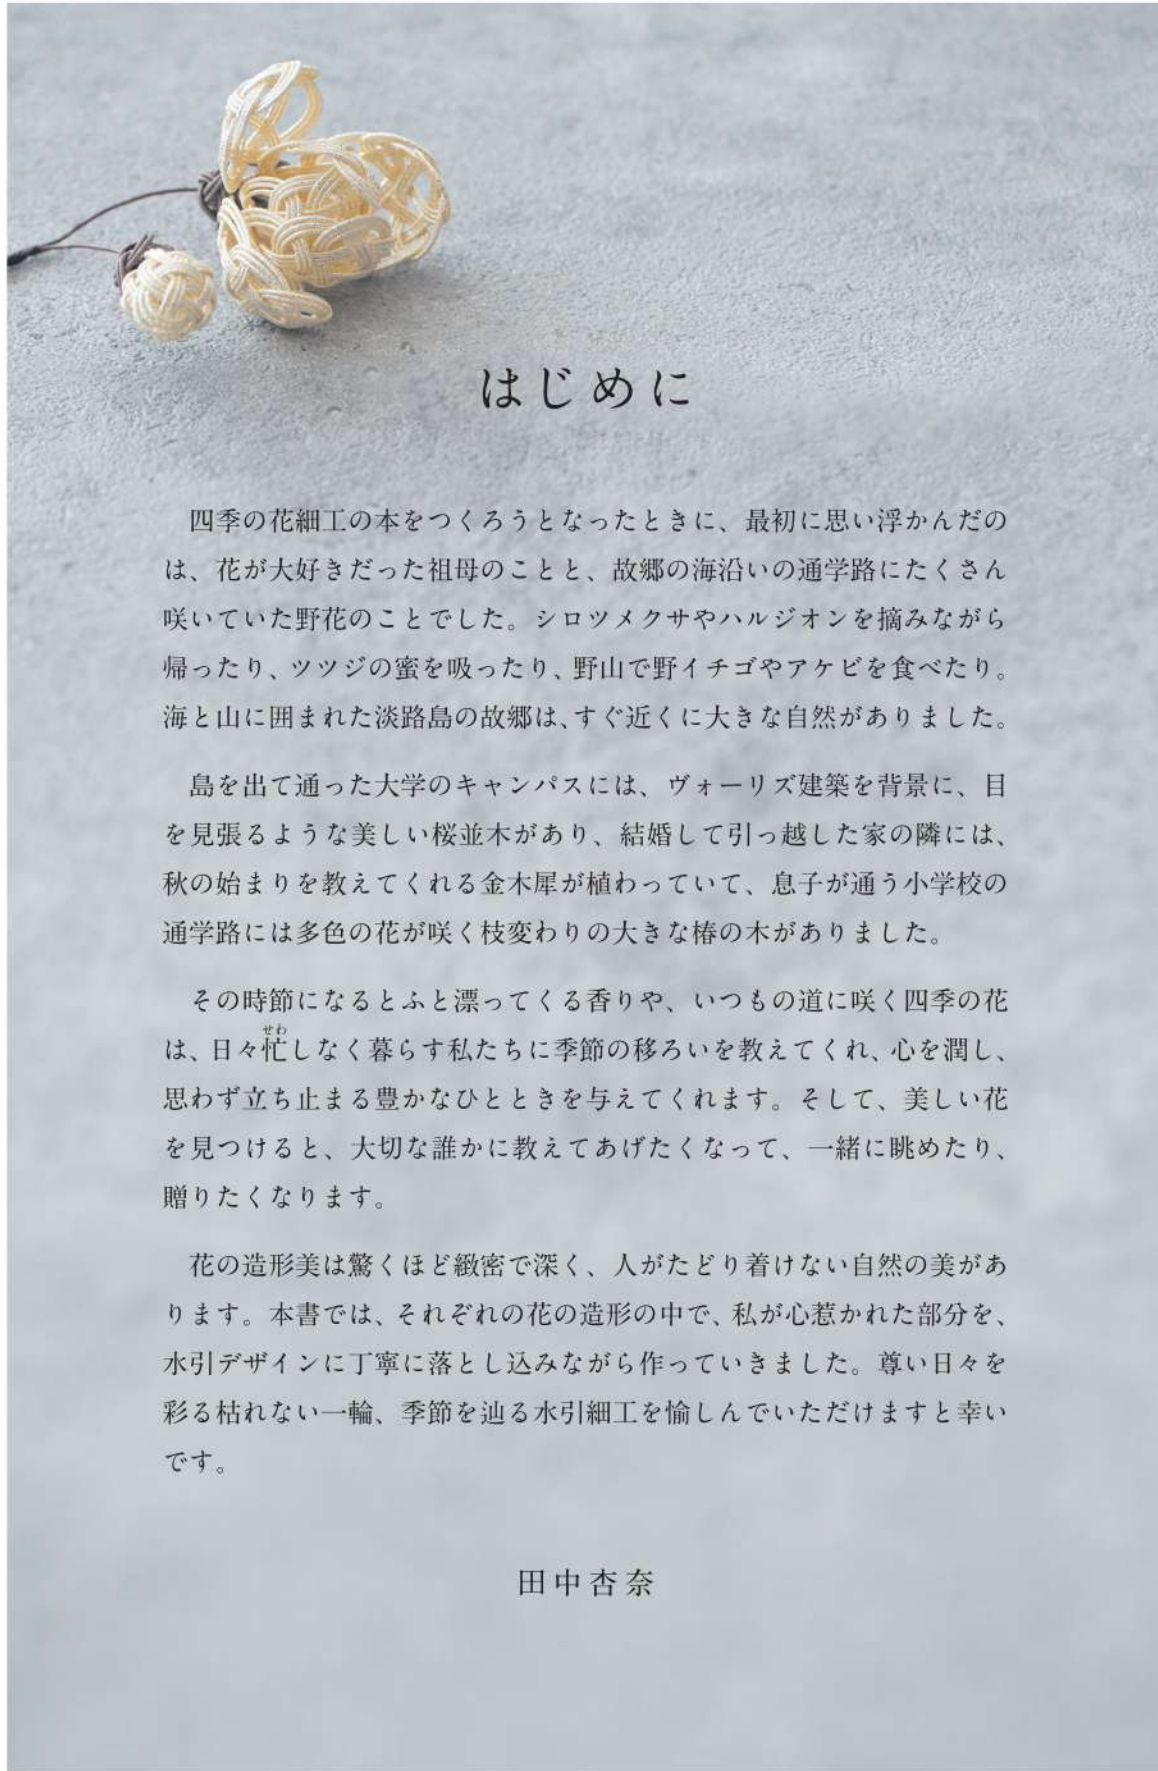 はじめに
四季の花細工の本をつくろうとなったときに、最初に思い浮かんだの
は、花が大好きだった祖母のことと、故郷の海沿いの通学路にたくさん
咲いていた野花のことでした。シロツメクサやハルジオンを摘みながら
帰ったり、ツツジの蜜を吸ったり、野山で野イチゴやアケビを食べたり。
海と山に囲まれた淡路島の故郷は、すぐ近くに大きな自然がありました。
島を出て通った大学のキャンパスには、ヴォーリズ建築を背景に、目
を見張るような美しい桜並木があり、結婚して引っ越した家の隣には、
秋の始まりを教えてくれる金木犀が植わっていて、息子が通う小学校の
通学路には多色の花が咲く枝変わりの大きな椿の木がありました。
その時節になるとふと漂ってくる香りや、いつもの道に咲く四季の花
せわ
は、日々忙しなく暮らす私たちに季節の移ろいを教えてくれ、心を潤し、
思わず立ち止まる豊かなひとときを与えてくれます。そして、美しい花
を見つけると、大切な誰かに教えてあげたくなって、一緒に眺めたり、
贈りたくなります。
花の造形美は驚くほど緻密で深く、人がたどり着けない自然の美があ
ります。本書では、それぞれの花の造形の中で、私が心惹かれた部分を、
水引デザインに丁寧に落とし込みながら作っていきました。尊い日々を
彩る枯れない一輪、季節を辿る水引細工を愉しんでいただけますと幸い
です。
田中杏奈